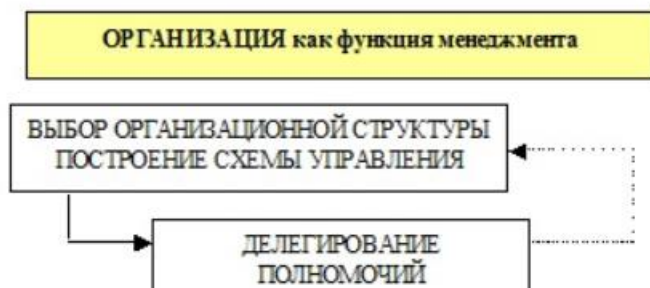 ОРГАНИЗАЦИЯ как функция менеджмента
ВЫБОР ОРГАНИЗАЦИОННОЙ СТРУКТУРЫ
ПОСТРОЕНИЕ СХЕМЫ УПРАВЛЕНИЯ
ДЕЛЕГИРОВАНИЕ
ПОЛНОМОЧИЙ